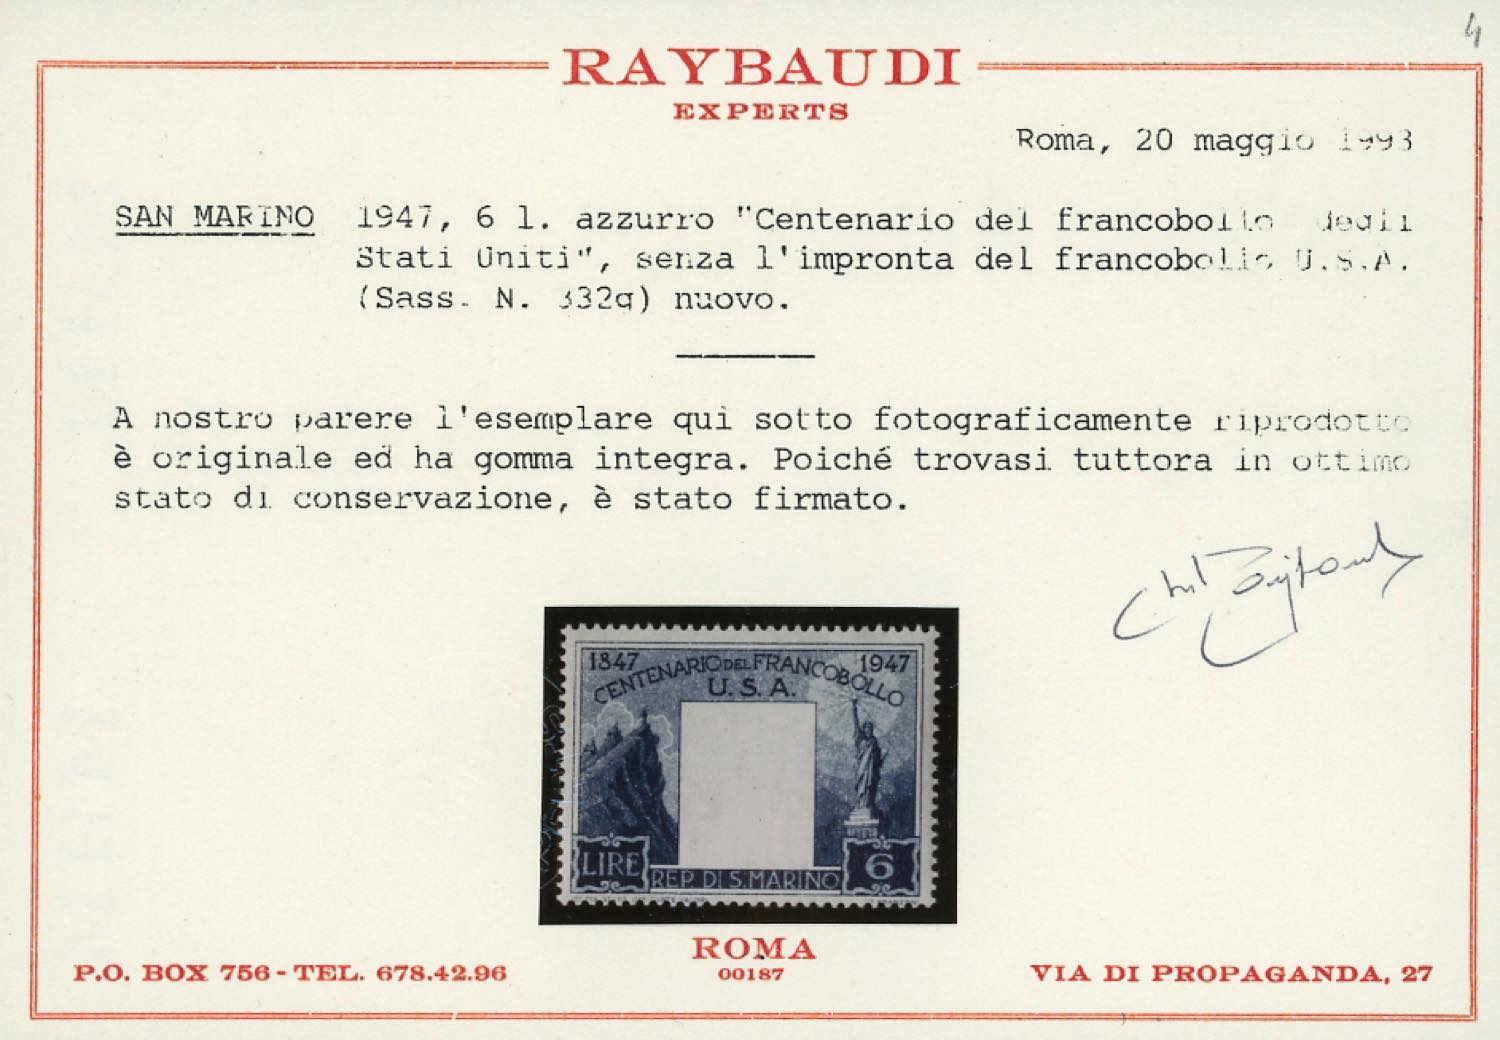 4
RAYBAUDI
EXPERTS
Roma, 20 maggio 1993
SAN MARINO 1947, 6 l. azzurro "Centenario del francobollo degli
Stati Uniti", senza l'impronta del francobollo U.S.A.
(Sass. N. 332q) nuovo.
A nostro parere l'esemplare qui sotto fotograficamente riprodotto
è originale ed ha gomma integra. Poiché trovasi tuttora in ottimo
stato di conservazione, è stato firmato.
1847 CENTENARIO DEL FRANCOBOLLO 1947
U. S. A.
LIRE REP. DI S. MARINO 6
ROMA
00187
P.O. BOX 756 - TEL. 678.42.96
VIA DI PROPAGANDA, 27